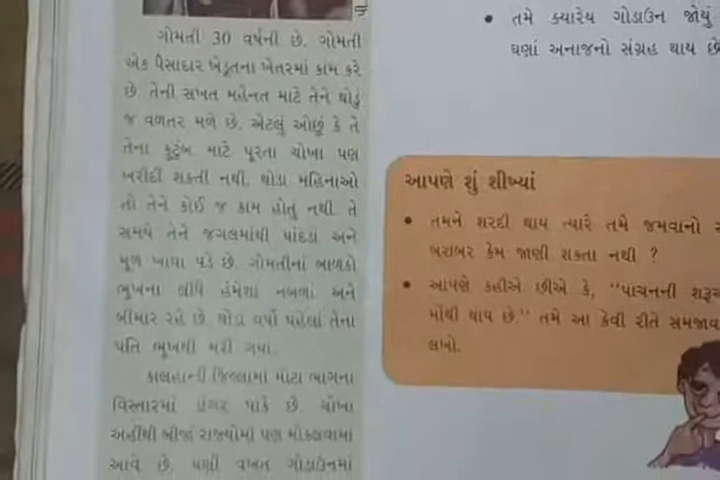 ગોમતી 30 વર્ષની છે. ગોમતી
એક પૈસાદાર ખેડૂતના ખેતરમાં કામ કરે
છે. તેની સખત મહેનત માટે તેને થોડું
જ વળતર મળે છે. એટલું ઓછું કે તે
તેના કુટુંબ માટે પૂરતા ચોખા પણ
ખરીદી શકતી નથી. થોડા મહિનાઓ
તો તેને કોઈ જ કામ હોતુ નથી. તે
સમયે તેને જંગલમાંથી પાંદડાં અને
મૂળ ખાવા પડે છે. ગોમતીનાં બાળકો
ભૂખના લીધે હંમેશાં નબળાં અને
બીમાર રહે છે. થોડા વર્ષો પહેલાં તેના
પતિ ભૂખથી મરી ગયા.
કાલહાન્ડી જિલ્લામાં મોટા ભાગના
વિસ્તારમાં ડાંગર પાકે છે. ચોખા
અહીંથી બીજાં રાજ્યોમાં પણ મોકલવામાં
આવે છે. ઘણી વખત ગોડાઉનમાં
• તમે ક્યારેય ગોડાઉન જોયું
ઘણાં અનાજનો સંગ્રહ થાય છે
આપણે શું શીખ્યાં
• તમને શરદી થાય ત્યારે તમે જમવાનો
બરાબર કેમ જાણી શકતા નથી ?
• આપણે કહીએ છીએ કે, "પાચનની શરૂઆ
મોંથી થાય છે." તમે આ કેવી રીતે સમજાવ
લખો.